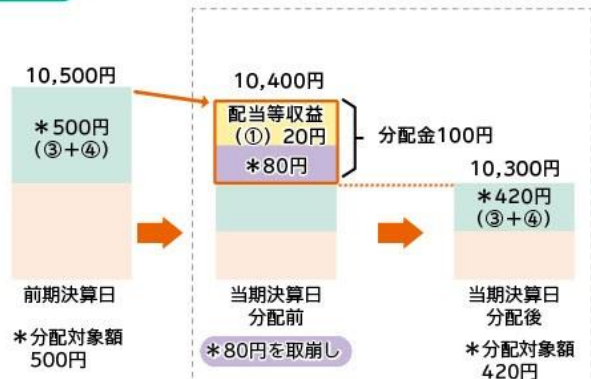 10,500円
＊500円
(③＋④)
前期決算日
＊分配対象額
500円
10,400円
配当等収益
(①) 20円
＊80円
分配金100円
当期決算日
分配前
＊80円を取崩し
10,300円
＊420円
(③＋④)
当期決算日
分配後
＊分配対象額
420円